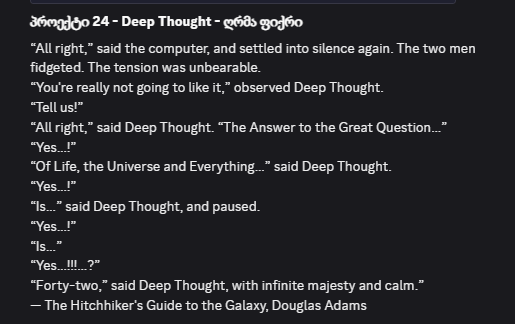 პროექტი 24 - Deep Thought - ღრმა ფიქრი
“All right,” said the computer, and settled into silence again. The two men
fidgeted. The tension was unbearable.
“You're really not going to like it,” observed Deep Thought.
“Tell us!”
“All right,” said Deep Thought. “The Answer to the Great Question...”
“Yes...!”
“Of Life, the Universe and Everything...” said Deep Thought.
“Yes...!”
“Is...” said Deep Thought, and paused.
“Yes...!”
“Is...”
“Yes...!!!...?”
“Forty-two,” said Deep Thought, with infinite majesty and calm.”
― The Hitchhiker's Guide to the Galaxy, Douglas Adams